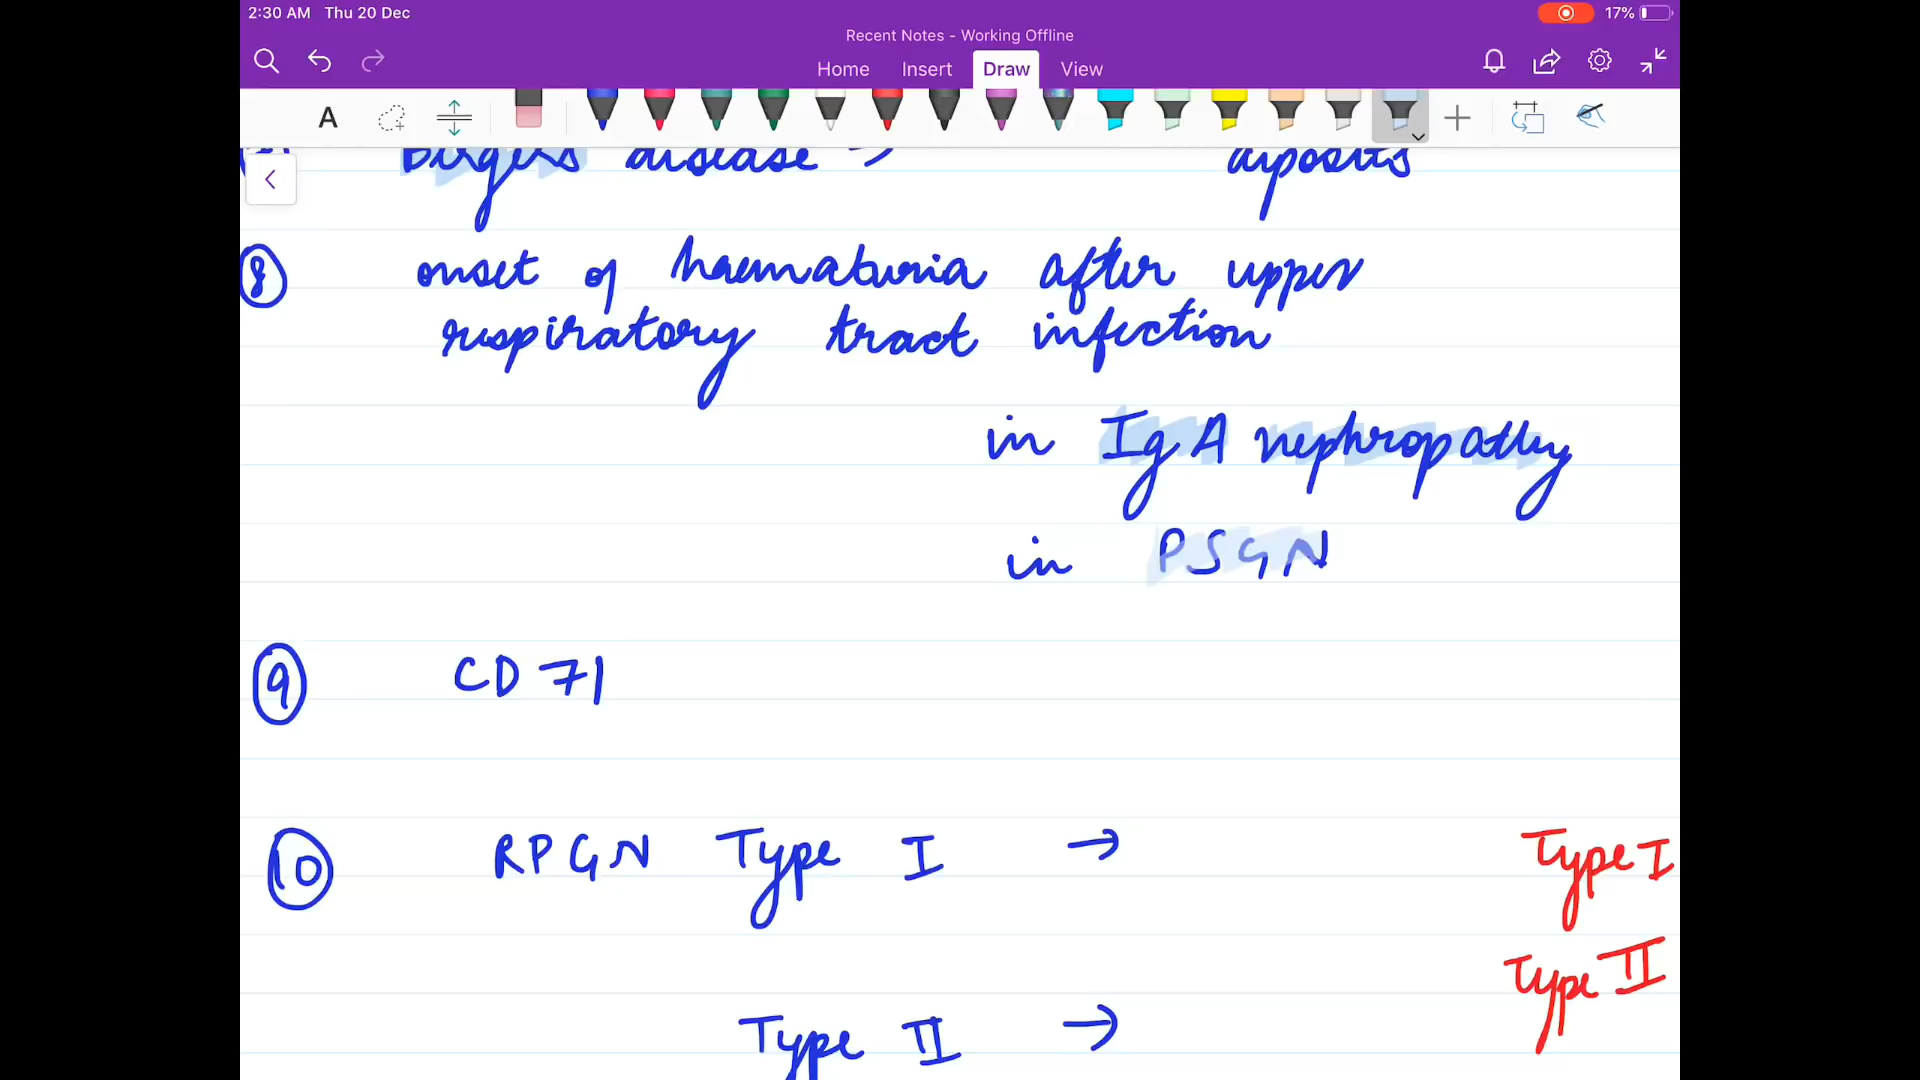 2:30 AM Thu 20 Dec
17%
Recent Notes - Working Offline
Home Insert Draw View
A
Bergers disease → deposits
8 onset of haematuria after upper
respiratory tract infection
in IgA nephropathy
in PSGN
9 CD 71
10 RPGN Type I → Type I
Type II
Type II →